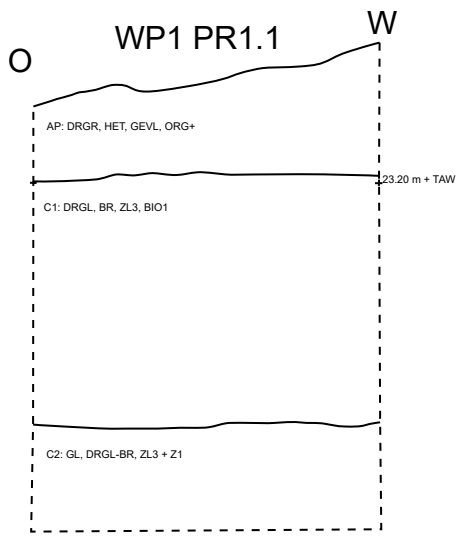 WP1 PR1.1
W
O
AP: DRGR, HET, GEVL, ORG+
23.20 m + TAW
C1: DRGL, BR, ZL3, BIO1
C2: GL, DRGL-BR, ZL3 + Z1